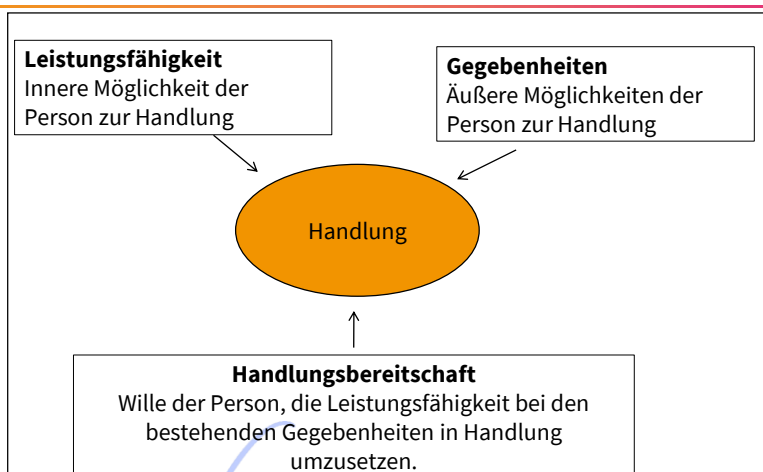 Leistungsfähigkeit
Innere Möglichkeit der
Person zur Handlung
Gegebenheiten
Äußere Möglichkeiten der
Person zur Handlung
Handlung
Handlungsbereitschaft
Wille der Person, die Leistungsfähigkeit bei den
bestehenden Gegebenheiten in Handlung
umzusetzen.